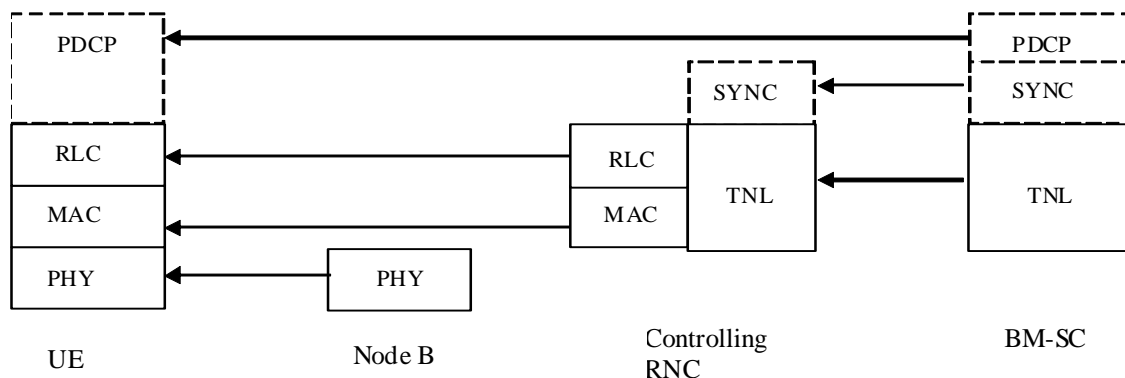 PDCP
PDCP
SYNC
SYNC
RLC
RLC
TNL
TNL
MAC
MAC
PHY
PHY
UE
Node B
Controlling
RNC
BM-SC